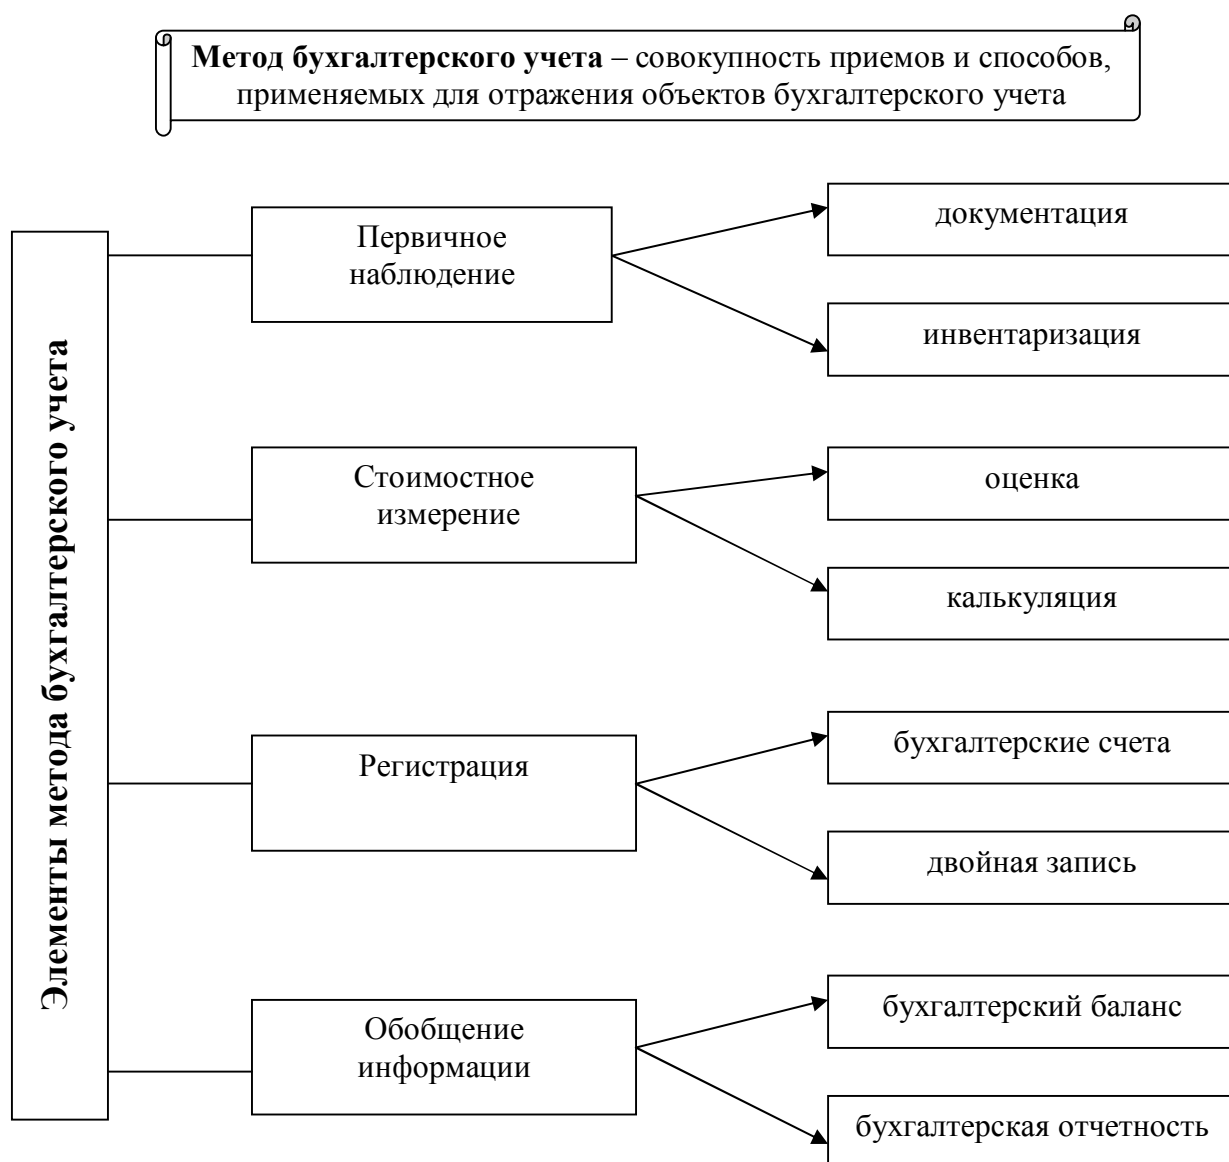 Метод бухгалтерского учета – совокупность приемов и способов,
применяемых для отражения объектов бухгалтерского учета
Элементы метода бухгалтерского учета
Первичное
наблюдение
документация
инвентаризация
Стоимостное
измерение
оценка
калькуляция
Регистрация
бухгалтерские счета
двойная запись
Обобщение
информации
бухгалтерский баланс
бухгалтерская отчетность